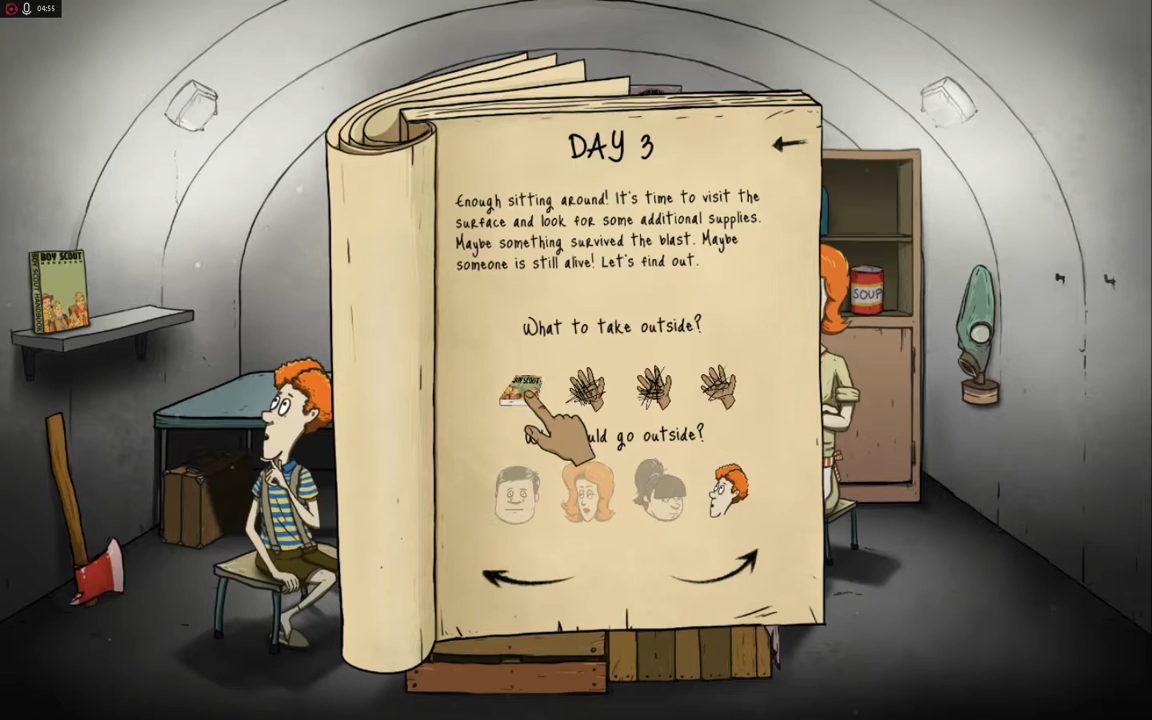 04:55
DAY 3
Enough sitting around! It's time to visit the
surface and look for some additional supplies.
Maybe something survived the blast. Maybe
someone is still alive! Let's find out.
What to take outside?
BOY SCOUT
uld go outside?
BOY SCOUT
BOY SCOUT HANDBOOK
SOUP